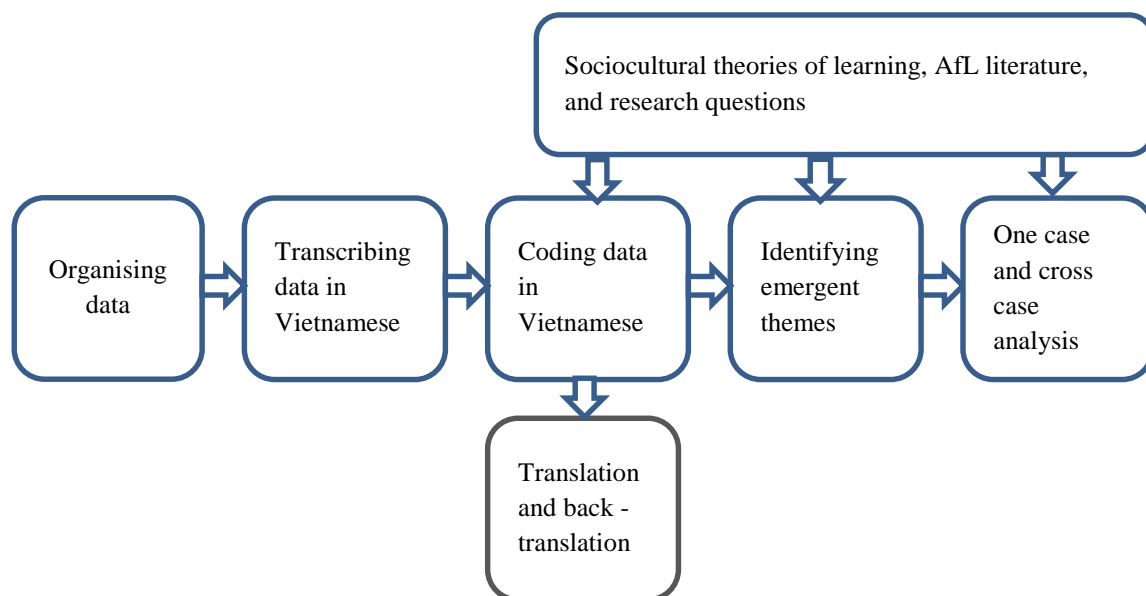 Sociocultural theories of learning, AfL literature,
and research questions
Organising
data
Transcribing
data in
Vietnamese
Coding data
in
Vietnamese
Identifying
emergent
themes
One case
and cross
case
analysis
Translation
and back -
translation